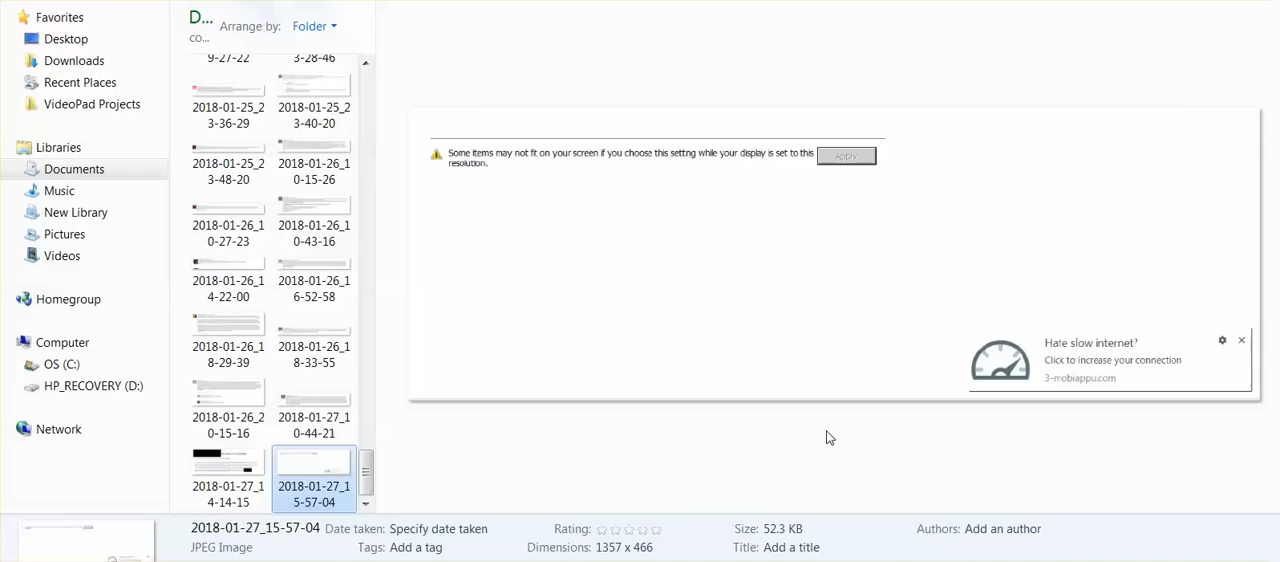 Favorites
Desktop
Downloads
Recent Places
VideoPad Projects
Libraries
Documents
Music
New Library
Pictures
Videos
Homegroup
Computer
OS (C:)
HP_RECOVERY (D:)
Network
D...
co...
Arrange by: Folder
9-27-22
3-28-46
2018-01-25_2
3-36-29
2018-01-25_2
3-40-20
2018-01-25_2
3-48-20
2018-01-26_1
0-15-26
2018-01-26_1
0-27-23
2018-01-26_1
0-43-16
2018-01-26_1
4-22-00
2018-01-26_1
6-52-58
2018-01-26_1
8-29-39
2018-01-26_1
8-33-55
2018-01-26_2
0-15-16
2018-01-27_1
0-44-21
2018-01-27_1
4-14-15
2018-01-27_1
5-57-04
Some items may not fit on your screen if you choose this setting while your display is set to this
resolution.
Apply
Hate slow internet?
Click to increase your connection
3-mobiappu.com
2018-01-27_15-57-04 Date taken: Specify date taken Rating: Size: 52.3 KB Authors: Add an author
JPEG Image Tags: Add a tag Dimensions: 1357 x 466 Title: Add a title